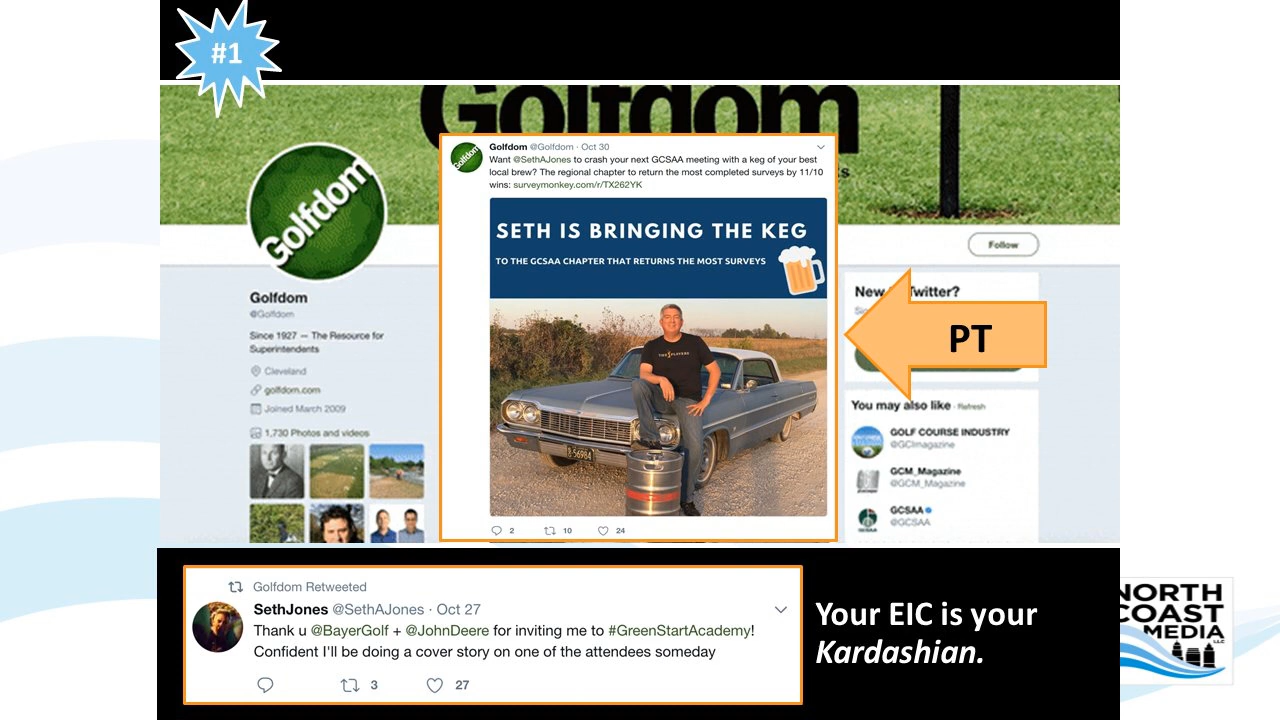 #1
Golfdom
Golfdom
Golfdom @Golfdom · Oct 30
Want @SethAJones to crash your next GCSAA meeting with a keg of your best
local brew? The regional chapter to return the most completed surveys by 11/10
wins: surveymonkey.com/r/TX262YK
SETH IS BRINGING THE KEG
TO THE GCSAA CHAPTER THAT RETURNS THE MOST SURVEYS
2 10 24
Golfdom
@Golfdom
Since 1927 — The Resource for
Superintendents
Cleveland
golfdom.com
Joined March 2009
1,730 Photos and videos
Follow
New Twitter?
PT
You may also like · Refresh
GOLF COURSE INDUSTRY
@GCImagazine
GCM_Magazine
@GCM_Magazine
GCSAA
@GCSAA
Golfdom Retweeted
SethJones @SethAJones · Oct 27
Thank u @BayerGolf + @JohnDeere for inviting me to #GreenStartAcademy!
Confident I'll be doing a cover story on one of the attendees someday
3 27
Your EIC is your
Kardashian.
NORTH
COAST
MEDIA